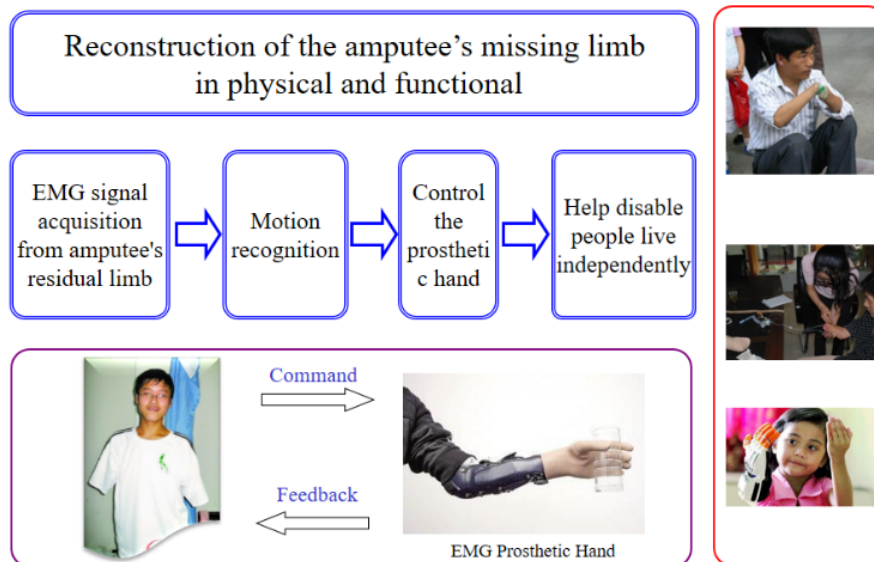 Reconstruction of the amputee's missing limb
in physical and functional
EMG signal
acquisition
from amputee's
residual limb
Motion
recognition
Control
the
prostheti
c hand
Help disable
people live
independently
Command
Feedback
EMG Prosthetic Hand